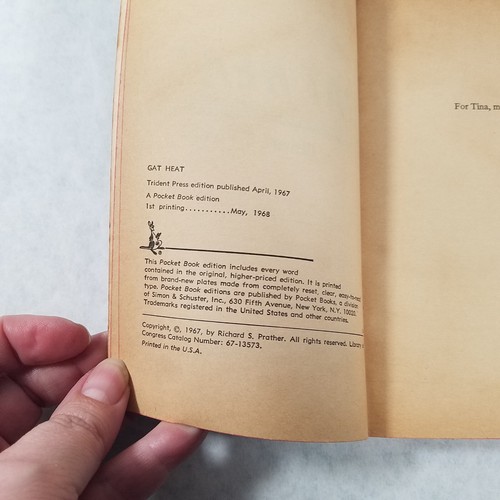 GAT HEAT
Trident Press edition published April, 1967
A Pocket Book edition
1st printing...........May, 1968
This Pocket Book edition includes every word
contained in the original, higher-priced edition. It is printed
from brand-new plates made from completely reset, clear, easy-to-read
type. Pocket Book editions are published by Pocket Books, a division
of Simon & Schuster, Inc., 630 Fifth Avenue, New York, N.Y. 10020.
Trademarks registered in the United States and other countries.
Copyright, ©, 1967, by Richard S. Prather. All rights reserved. Library
Congress Catalog Number: 67-13573.
Printed in the U.S.A.
For Tina, m